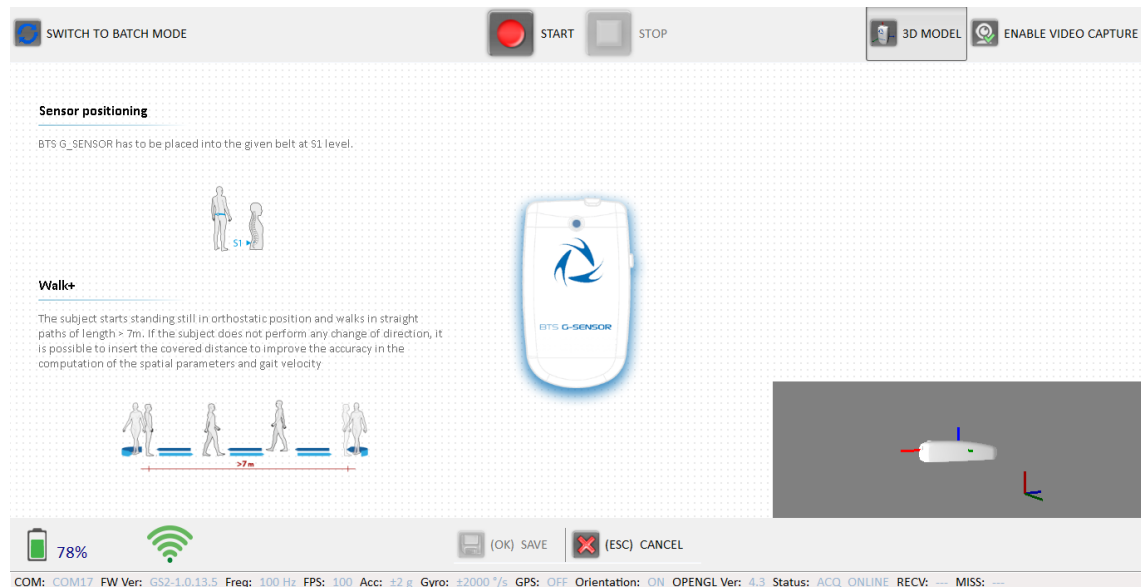 SWITCH TO BATCH MODE
START
STOP
3D MODEL
ENABLE VIDEO CAPTURE
Sensor positioning
BTS G_SENSOR has to be placed into the given belt at S1 level.
S1
Walk+
The subject starts standing still in orthostatic position and walks in straight
paths of length > 7m. If the subject does not perform any change of direction, it
is possible to insert the covered distance to improve the accuracy in the
computation of the spatial parameters and gait velocity
>7m
BTS G-SENSOR
78%
(OK) SAVE
(ESC) CANCEL
COM: COM17 FW Ver: GS2-1.0.13.5 Freq: 100 Hz FPS: 100 Acc: ±2 g Gyro: ±2000 °/s GPS: OFF Orientation: ON OPENGL Ver: 4.3 Status: ACQ_ONLINE RECV: --- MISS: ---